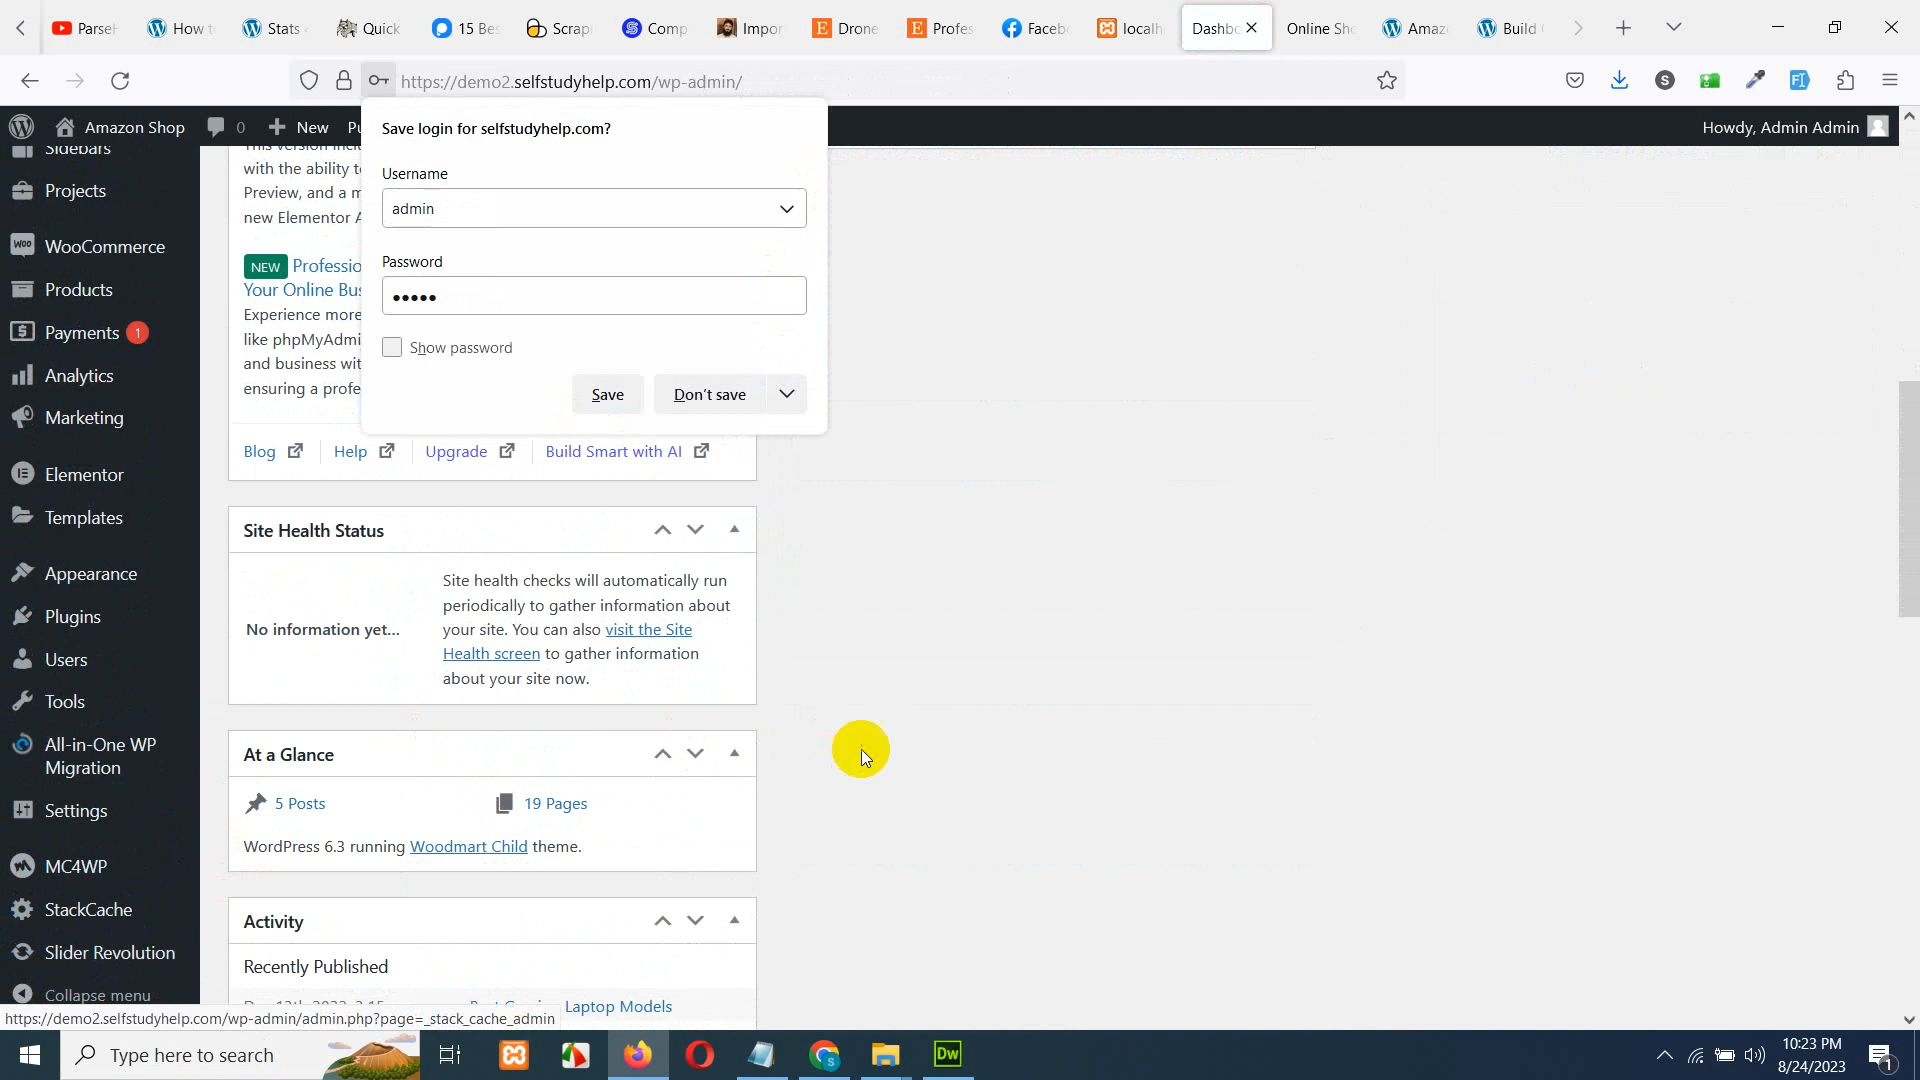 Parse
How t
Stats
Quick
15 Bes
Scrap
Comp
Impor
Drone
Profes
Faceb
localh
Dashbo
Online Sho
Amaz
Build
https://demo2.selfstudyhelp.com/wp-admin/
Amazon Shop
0
New
Howdy, Admin Admin
Save login for selfstudyhelp.com?
Username
admin
Password
•••••
Show password
Save
Don't save
Sidebars
Projects
WooCommerce
Products
Payments 1
Analytics
Marketing
Elementor
Templates
Appearance
Plugins
Users
Tools
All-in-One WP
Migration
Settings
MC4WP
StackCache
Slider Revolution
Collapse menu
with the ability t
Preview, and a m
new Elementor A
NEW Professio
Your Online Bus
Experience more
like phpMyAdmi
and business wit
ensuring a profe
Blog
Help
Upgrade
Build Smart with AI
Site Health Status
No information yet...
Site health checks will automatically run
periodically to gather information about
your site. You can also visit the Site
Health screen to gather information
about your site now.
At a Glance
5 Posts
19 Pages
WordPress 6.3 running Woodmart Child theme.
Activity
Recently Published
Laptop Models
https://demo2.selfstudyhelp.com/wp-admin/admin.php?page=_stack_cache_admin
Type here to search
Dw
10:23 PM
8/24/2023
1